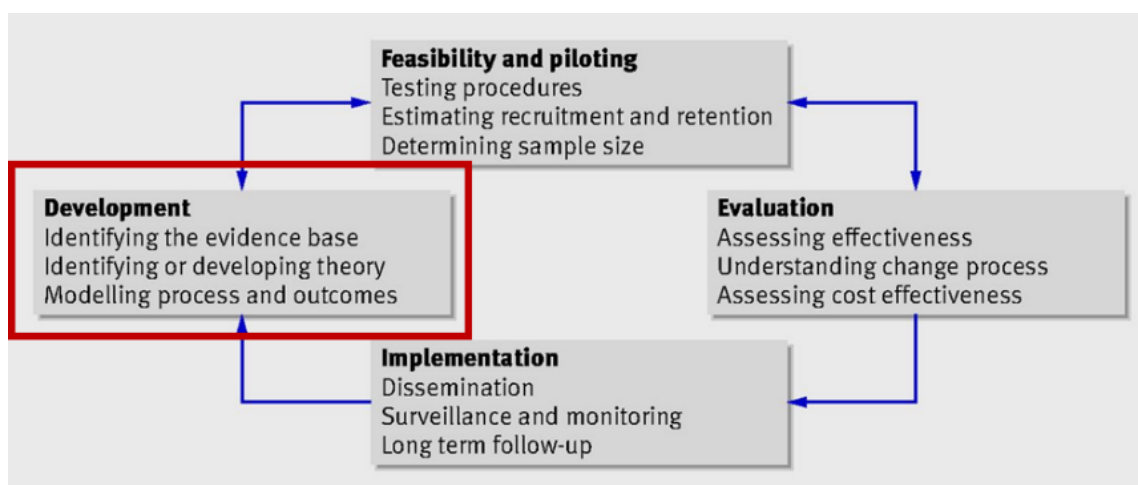 Feasibility and piloting
Testing procedures
Estimating recruitment and retention
Determining sample size
Development
Identifying the evidence base
Identifying or developing theory
Modelling process and outcomes
Evaluation
Assessing effectiveness
Understanding change process
Assessing cost effectiveness
Implementation
Dissemination
Surveillance and monitoring
Long term follow-up